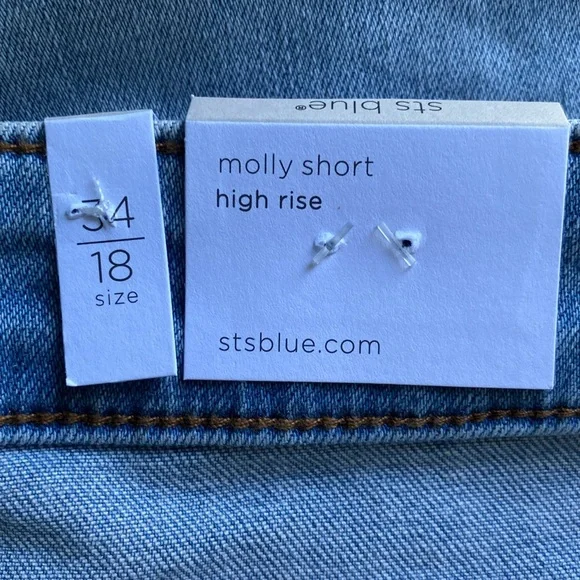 sts blue®
molly short
high rise
34
18
size
stsblue.com